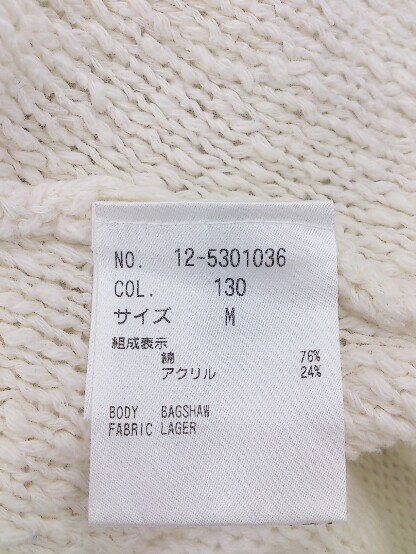 NO. 12-5301036
COL. 130
サイズ M
組成表示
綿 76%
アクリル 24%
BODY BAGSHAW
FABRIC LAGER